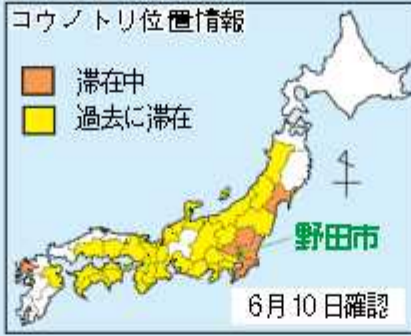 コウノトリ位置情報
滞在中
過去に滞在
野田市
6月10日確認